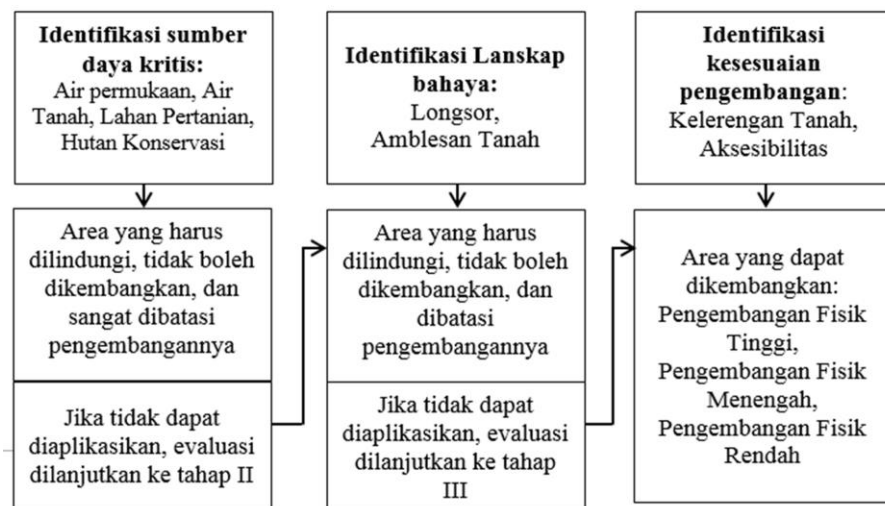 Identifikasi sumber
daya kritis:
Air permukaan, Air
Tanah, Lahan Pertanian,
Hutan Konservasi
Identifikasi Lanskap
bahaya:
Longsor,
Amblesan Tanah
Identifikasi
kesesuaian
pengembangan:
Kelerengan Tanah,
Aksesibilitas
Area yang harus
dilindungi, tidak boleh
dikembangkan, dan
sangat dibatasi
pengembangannya
Jika tidak dapat
diaplikasikan, evaluasi
dilanjutkan ke tahap II
Area yang harus
dilindungi, tidak boleh
dikembangkan, dan
dibatasi
pengembangannya
Jika tidak dapat
diaplikasikan, evaluasi
dilanjutkan ke tahap
III
Area yang dapat
dikembangkan:
Pengembangan Fisik
Tinggi,
Pengembangan Fisik
Menengah,
Pengembangan Fisik
Rendah